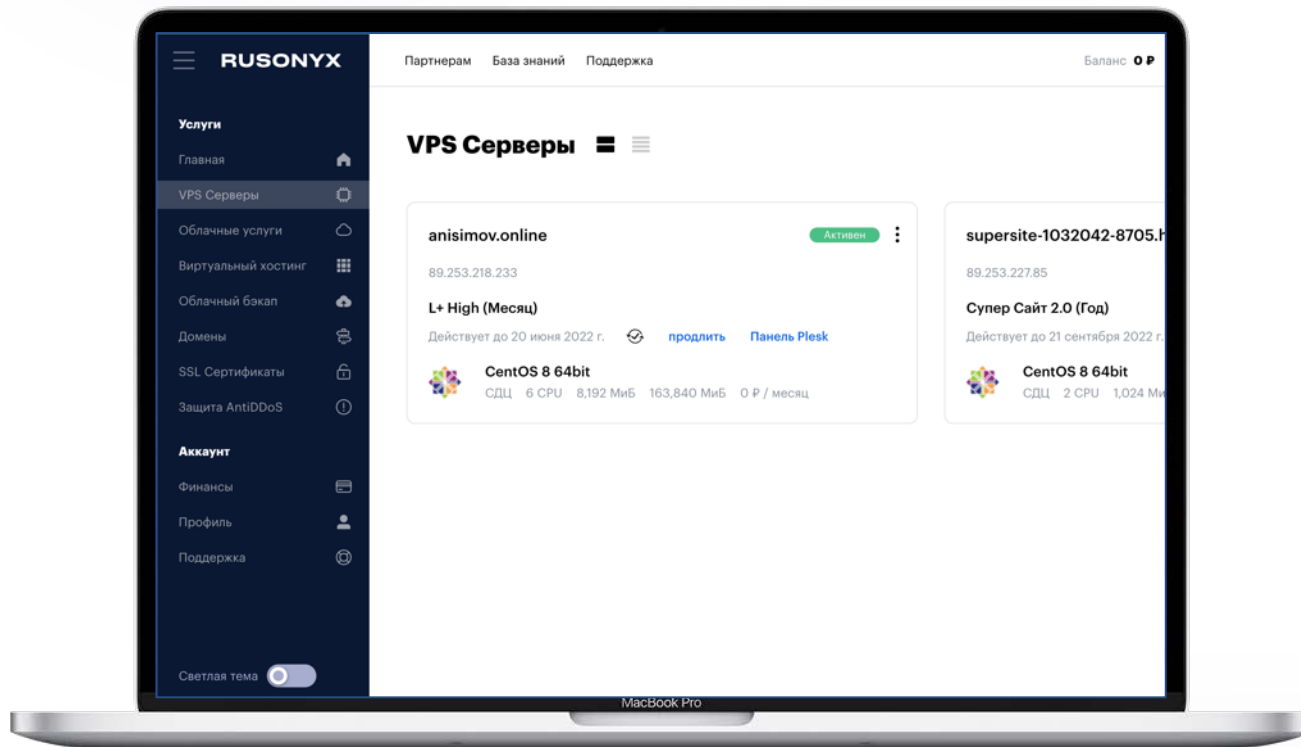 RUSONYX
Партнерам База знаний Поддержка
Баланс 0 ₽
Услуги
Главная
VPS Серверы
Облачные услуги
Виртуальный хостинг
Облачный бэкап
Домены
SSL Сертификаты
Защита AntiDDoS
Аккаунт
Финансы
Профиль
Поддержка
Светлая тема
VPS Серверы
anisimov.online Активен
89.253.218.233
L+ High (Месяц)
Действует до 20 июня 2022 г. продлить Панель Plesk
CentOS 8 64bit
СДЦ 6 CPU 8,192 МиБ 163,840 МиБ 0 ₽ / месяц
supersite-1032042-8705.h
89.253.227.85
Супер Сайт 2.0 (Год)
Действует до 21 сентября 2022 г.
CentOS 8 64bit
СДЦ 2 CPU 1,024 Ми
MacBook Pro